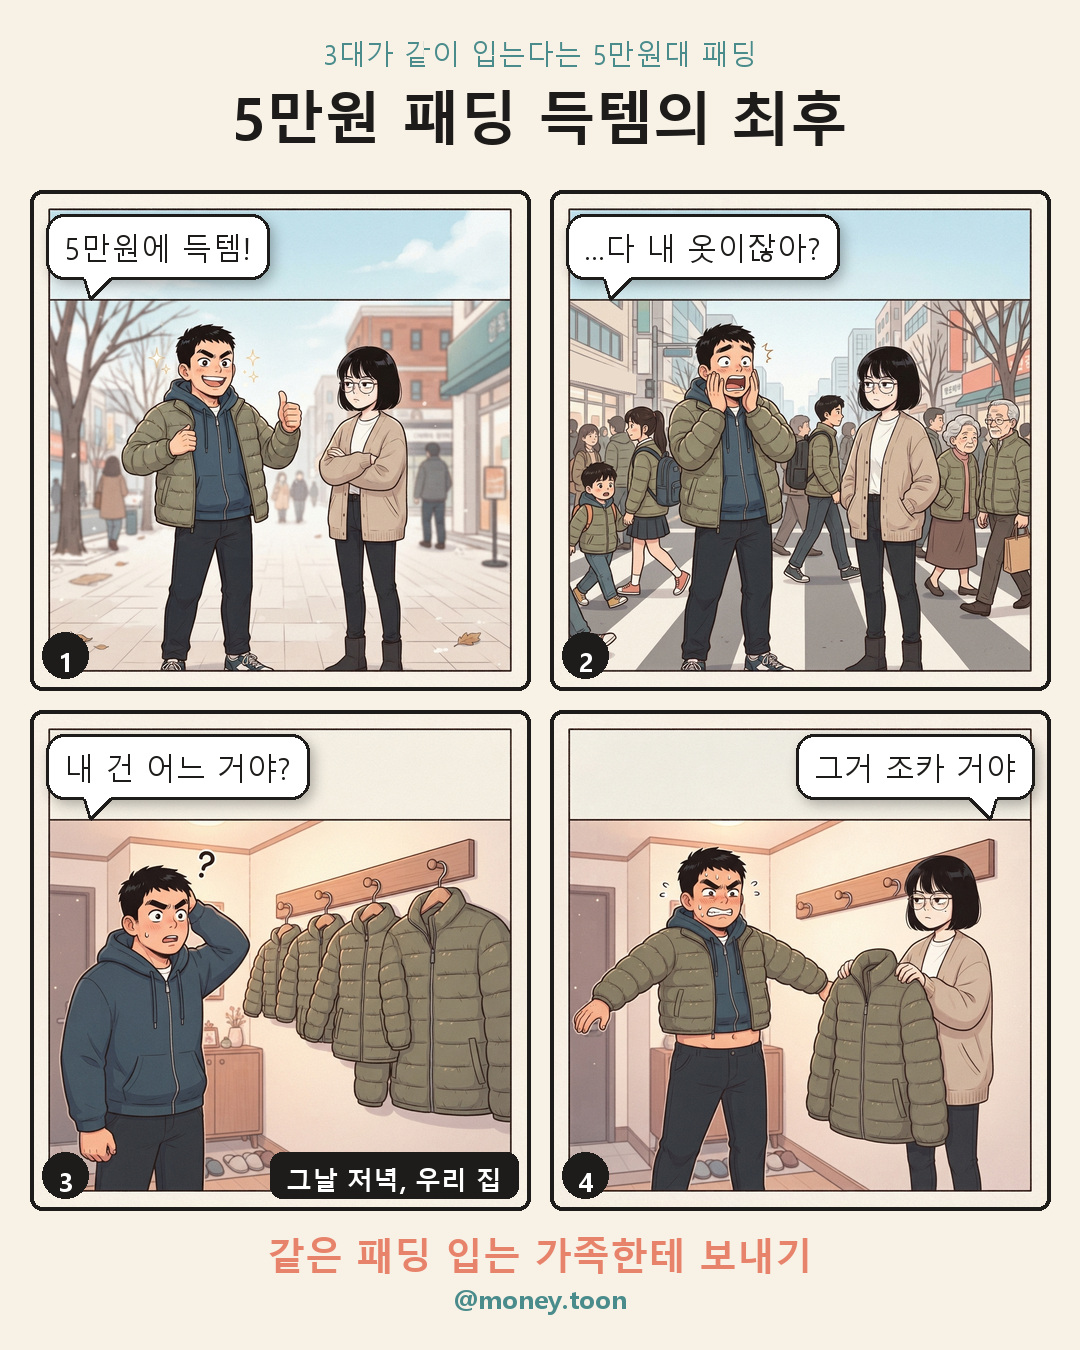 3대가 같이 입는다는 5만원대 패딩
5만원 패딩 득템의 최후
5만원에 득템!
1
...다 내 옷이잖아?
2
내 건 어느 거야?
?
3
그날 저녁, 우리 집
그거 조카 거야
4
같은 패딩 입는 가족한테 보내기
@money.toon